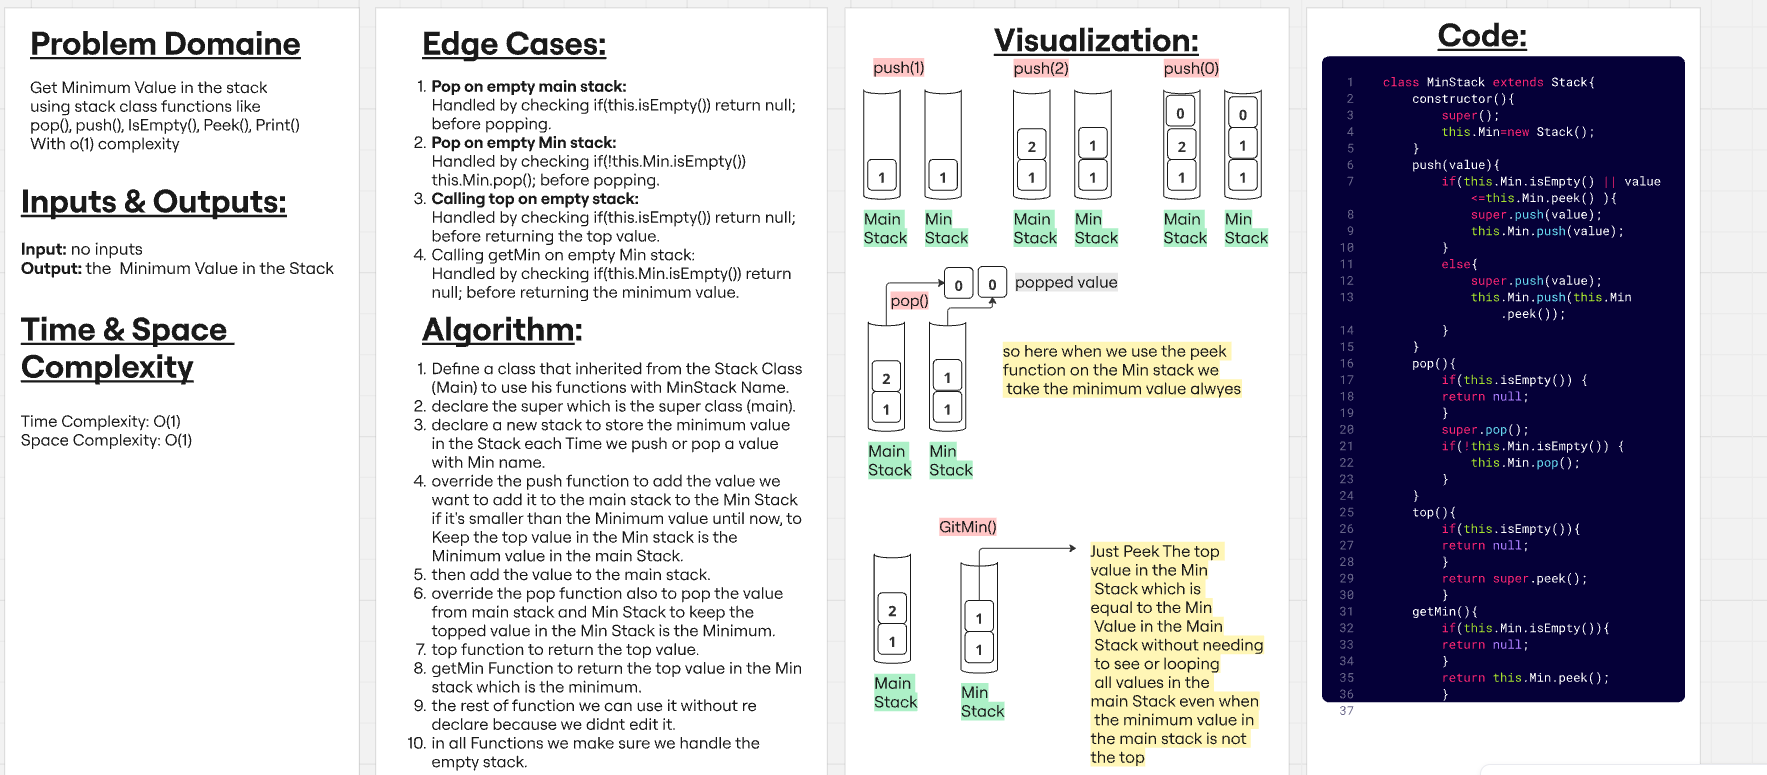 Problem Domaine
Get Minimum Value in the stack
using stack class functions like
pop(), push(), IsEmpty(), Peek(), Print()
With o(1) complexity
Inputs & Outputs:
Input: no inputs
Output: the  Minimum Value in the Stack
Time & Space
Complexity
Time Complexity: O(1)
Space Complexity: O(1)
Edge Cases:
1. Pop on empty main stack:
Handled by checking if(this.isEmpty()) return null;
before popping.
2. Pop on empty Min stack:
Handled by checking if(!this.Min.isEmpty())
this.Min.pop(); before popping.
3. Calling top on empty stack:
Handled by checking if(this.isEmpty()) return null;
before returning the top value.
4. Calling getMin on empty Min stack:
Handled by checking if(this.Min.isEmpty()) return
null; before returning the minimum value.
Algorithm:
1. Define a class that inherited from the Stack Class
(Main) to use his functions with MinStack Name.
2. declare the super which is the super class (main).
3. declare a new stack to store the minimum value
in the Stack each Time we push or pop a value
with Min name.
4. override the push function to add the value we
want to add it to the main stack to the Min Stack
if it's smaller than the Minimum value until now, to
Keep the top value in the Min stack is the
Minimum value in the main Stack.
5. then add the value to the main stack.
6. override the pop function also to pop the value
from main stack and Min Stack to keep the
topped value in the Min Stack is the Minimum.
7. top function to return the top value.
8. getMin Function to return the top value in the Min
stack which is the minimum.
9. the rest of function we can use it without re
declare because we didnt edit it.
10. in all Functions we make sure we handle the
empty stack.
Visualization:
push(1) push(2) push(0)
0 0
2 1 2 1
1 1 1 1 1 1
Main Min Main Min Main Min
Stack Stack Stack Stack Stack Stack
0 0 popped value
pop()
2 1
1 1
Main Min
Stack Stack
so here when we use the peek
function on the Min stack we
take the minimum value alwyes
GitMin()
2 1
1 1
Main Min
Stack Stack
Just Peek The top
value in the Min
Stack which is
equal to the Min
Value in the Main
Stack without needing
to see or looping
all values in the
main Stack even when
the minimum value in
the main stack is not
the top
Code:
1 class MinStack extends Stack{
2 constructor(){
3 super();
4 this.Min=new Stack();
5 }
6 push(value){
7 if(this.Min.isEmpty() || value
<=this.Min.peek() ){
8 super.push(value);
9 this.Min.push(value);
10 }
11 else{
12 super.push(value);
13 this.Min.push(this.Min
.peek());
14 }
15 }
16 pop(){
17 if(this.isEmpty()) {
18 return null;
19 }
20 super.pop();
21 if(!this.Min.isEmpty()) {
22 this.Min.pop();
23 }
24 }
25 top(){
26 if(this.isEmpty()){
27 return null;
28 }
29 return super.peek();
30 }
31 getMin(){
32 if(this.Min.isEmpty()){
33 return null;
34 }
35 return this.Min.peek();
36 }
37